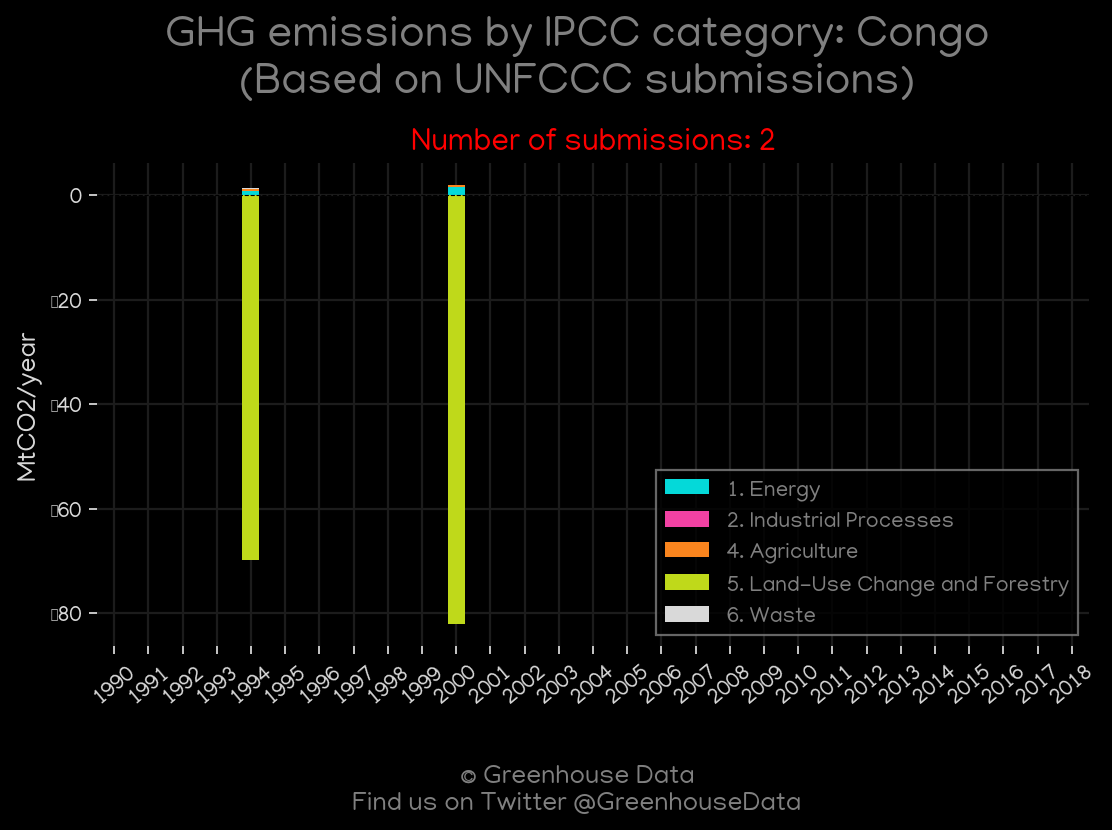 GHG emissions by IPCC category: Congo
(Based on UNFCCC submissions)
Number of submissions: 2
0
▯20
▯40
▯60
▯80
MtCO2/year
1. Energy
2. Industrial Processes
4. Agriculture
5. Land-Use Change and Forestry
6. Waste
1990 1991 1992 1993 1994 1995 1996 1997 1998 1999 2000 2001 2002 2003 2004 2005 2006 2007 2008 2009 2010 2011 2012 2013 2014 2015 2016 2017 2018
© Greenhouse Data
Find us on Twitter @GreenhouseData